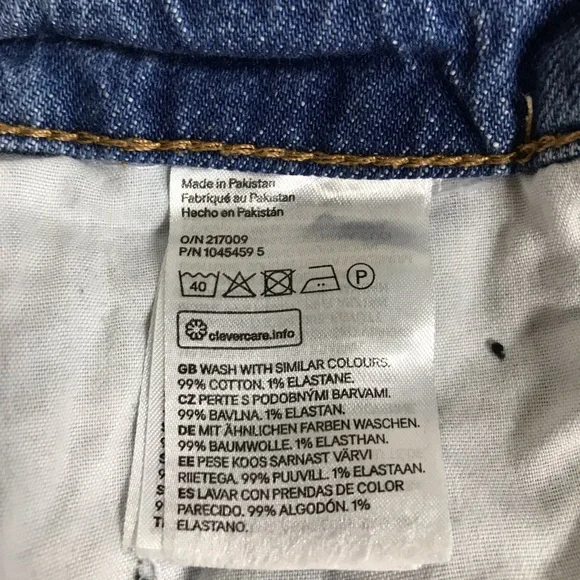 Made in Pakistan
Fabriqué au Pakistan
Hecho en Pakistán
O/N 217009
P/N 1045459 5
40 P
clevercare.info
GB WASH WITH SIMILAR COLOURS.
99% COTTON. 1% ELASTANE.
CZ PERTE S PODOBNÝMI BARVAMI.
99% BAVLNA. 1% ELASTAN.
DE MIT ÄHNLICHEN FARBEN WASCHEN.
99% BAUMWOLLE. 1% ELASTHAN.
EE PESE KOOS SARNAST VÄRVI
RIIETEGA. 99% PUUVILL. 1% ELASTAAN.
ES LAVAR CON PRENDAS DE COLOR
PARECIDO. 99% ALGODÓN. 1%
ELASTANO.